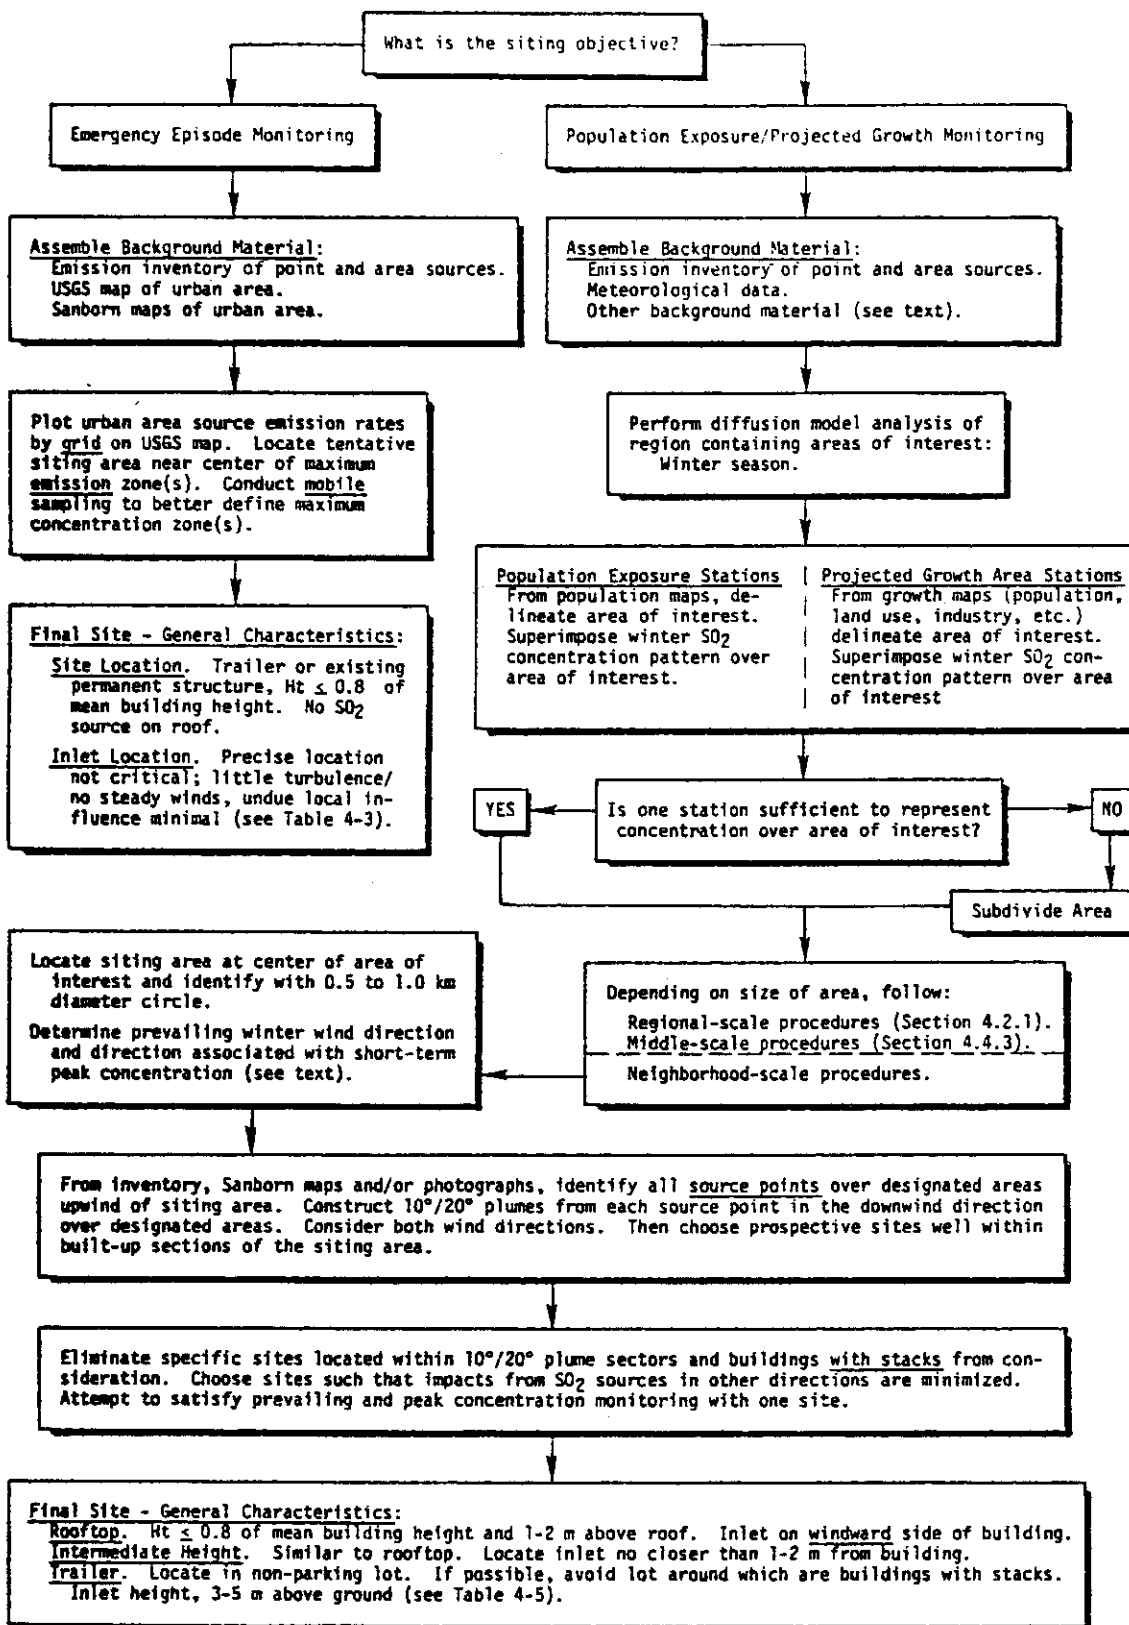 What is the siting objective?
Emergency Episode Monitoring
Population Exposure/Projected Growth Monitoring
Assemble Background Material:
Emission inventory of point and area sources.
USGS map of urban area.
Sanborn maps of urban area.
Assemble Background Material:
Emission inventory of point and area sources.
Meteorological data.
Other background material (see text).
Plot urban area source emission rates
by grid on USGS map. Locate tentative
siting area near center of maximum
emission zone(s). Conduct mobile
sampling to better define maximum
concentration zone(s).
Perform diffusion model analysis of
region containing areas of interest:
Winter season.
Population Exposure Stations
From population maps, de-
lineate area of interest.
Superimpose winter SO2
concentration pattern over
area of interest.
Projected Growth Area Stations
From growth maps (population,
land use, industry, etc.)
delineate area of interest.
Superimpose winter SO2 con-
centration pattern over area
of interest
Final Site - General Characteristics:
Site Location. Trailer or existing
permanent structure, Ht ≤ 0.8 of
mean building height. No SO2
source on roof.
Inlet Location. Precise location
not critical; little turbulence/
no steady winds, undue local in-
fluence minimal (see Table 4-3).
YES
Is one station sufficient to represent
concentration over area of interest?
NO
Subdivide Area
Locate siting area at center of area of
interest and identify with 0.5 to 1.0 km
diameter circle.
Determine prevailing winter wind direction
and direction associated with short-term
peak concentration (see text).
Depending on size of area, follow:
Regional-scale procedures (Section 4.2.1).
Middle-scale procedures (Section 4.4.3).
Neighborhood-scale procedures.
From inventory, Sanborn maps and/or photographs, identify all source points over designated areas
upwind of siting area. Construct 10°/20° plumes from each source point in the downwind direction
over designated areas. Consider both wind directions. Then choose prospective sites well within
built-up sections of the siting area.
Eliminate specific sites located within 10°/20° plume sectors and buildings with stacks from con-
sideration. Choose sites such that impacts from SO2 sources in other directions are minimized.
Attempt to satisfy prevailing and peak concentration monitoring with one site.
Final Site - General Characteristics:
Rooftop. Ht ≤ 0.8 of mean building height and 1-2 m above roof. Inlet on windward side of building.
Intermediate Height. Similar to rooftop. Locate inlet no closer than 1-2 m from building.
Trailer. Locate in non-parking lot. If possible, avoid lot around which are buildings with stacks.
Inlet height, 3-5 m above ground (see Table 4-5).